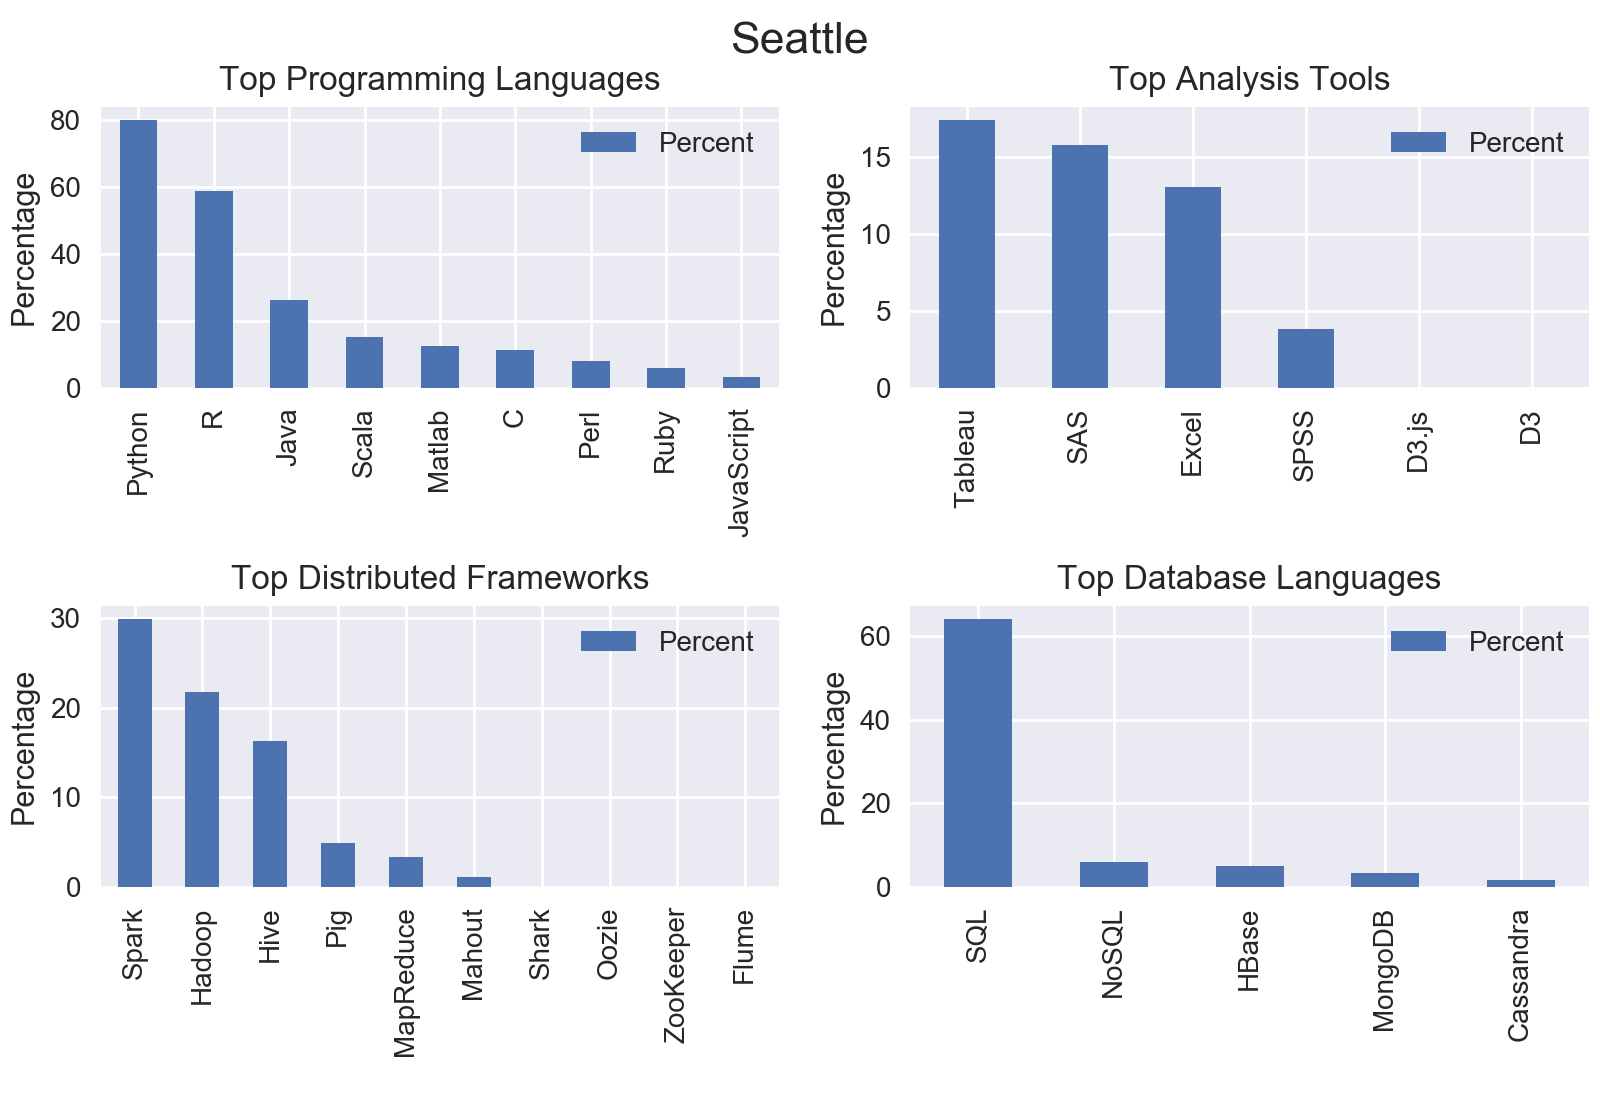 Seattle
Top Programming Languages
Percentage
80
60
40
20
0
Percent
Python
R
Java
Scala
Matlab
C
Perl
Ruby
JavaScript
Top Analysis Tools
Percentage
15
10
5
0
Percent
Tableau
SAS
Excel
SPSS
D3.js
D3
Top Distributed Frameworks
Percentage
30
20
10
0
Percent
Spark
Hadoop
Hive
Pig
MapReduce
Mahout
Shark
Oozie
ZooKeeper
Flume
Top Database Languages
Percentage
60
40
20
0
Percent
SQL
NoSQL
HBase
MongoDB
Cassandra